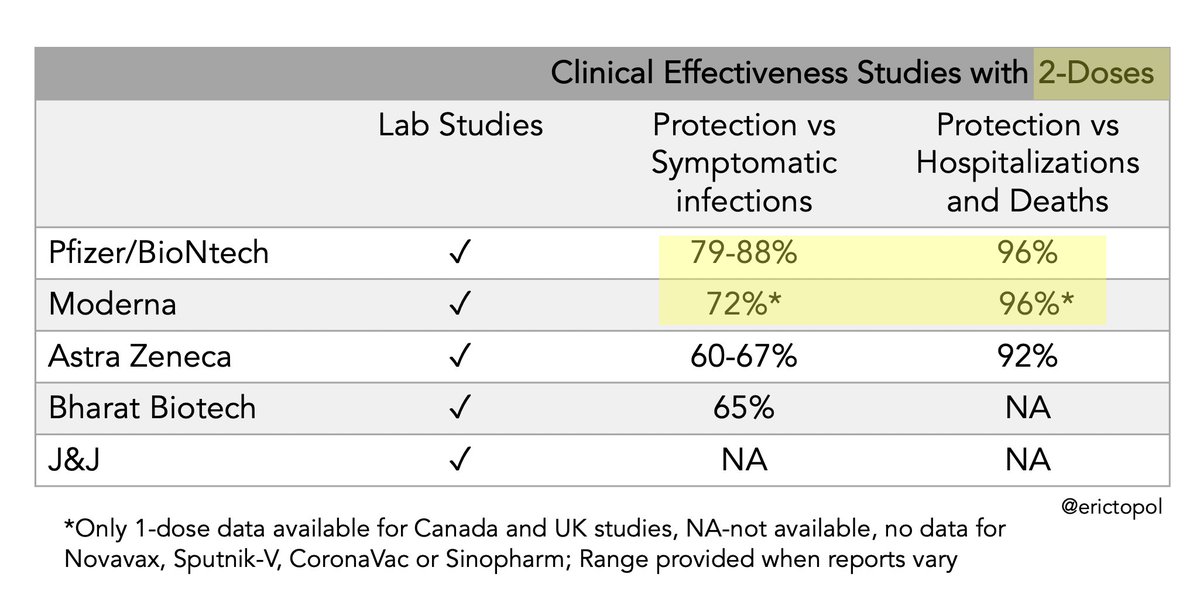 Clinical Effectiveness Studies with 2-Doses
Lab Studies
Protection vs
Symptomatic
infections
Protection vs
Hospitalizations
and Deaths
Pfizer/BioNtech ✓ 79-88% 96%
Moderna ✓ 72%* 96%*
Astra Zeneca ✓ 60-67% 92%
Bharat Biotech ✓ 65% NA
J&J ✓ NA NA
@erictopol
*Only 1-dose data available for Canada and UK studies, NA-not available, no data for
Novavax, Sputnik-V, CoronaVac or Sinopharm; Range provided when reports vary